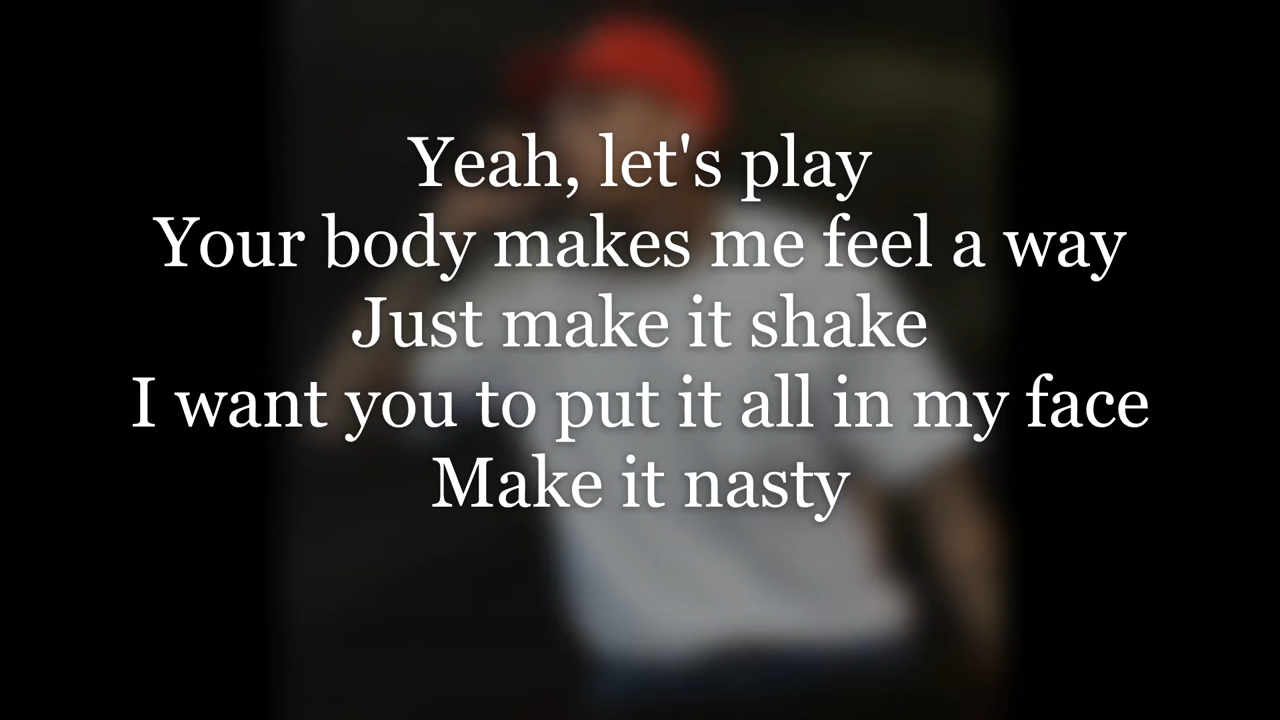 Yeah, let's play
Your body makes me feel a way
Just make it shake
I want you to put it all in my face
Make it nasty